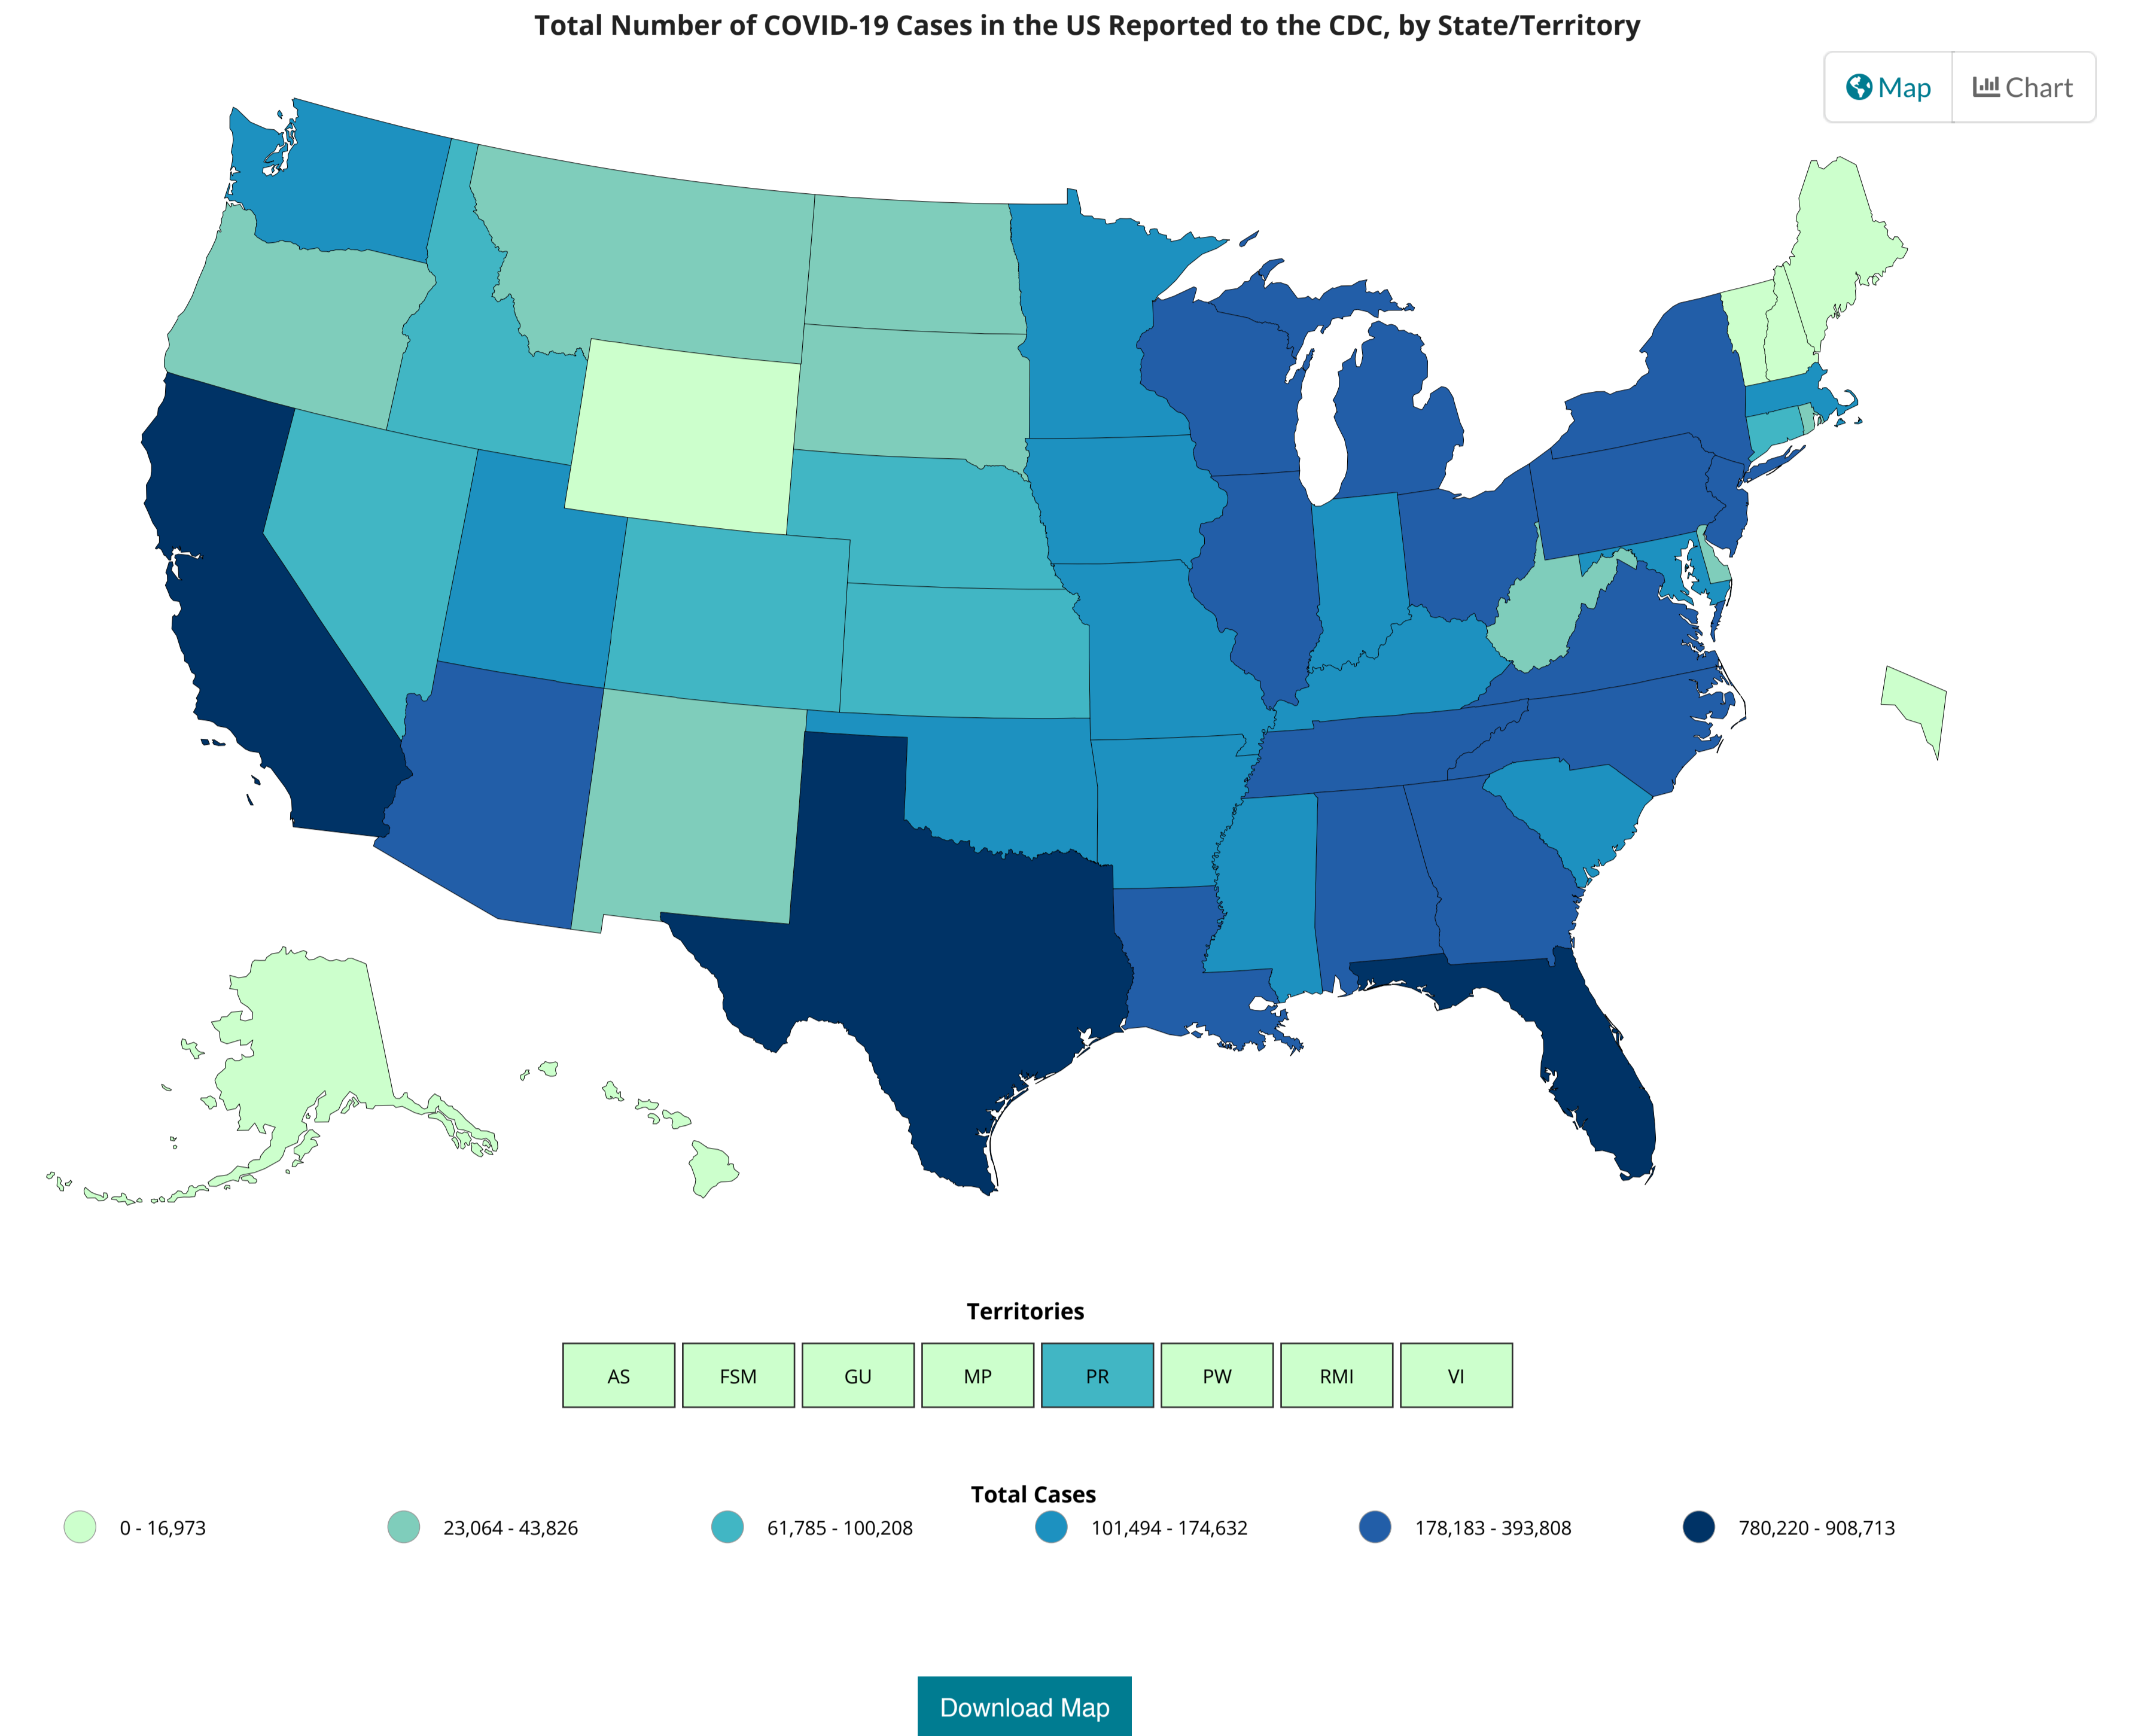 Total Number of COVID-19 Cases in the US Reported to the CDC, by State/Territory
Map Chart
Territories
AS FSM GU MP PR PW RMI VI
Total Cases
0 - 16,973 23,064 - 43,826 61,785 - 100,208 101,494 - 174,632 178,183 - 393,808 780,220 - 908,713
Download Map